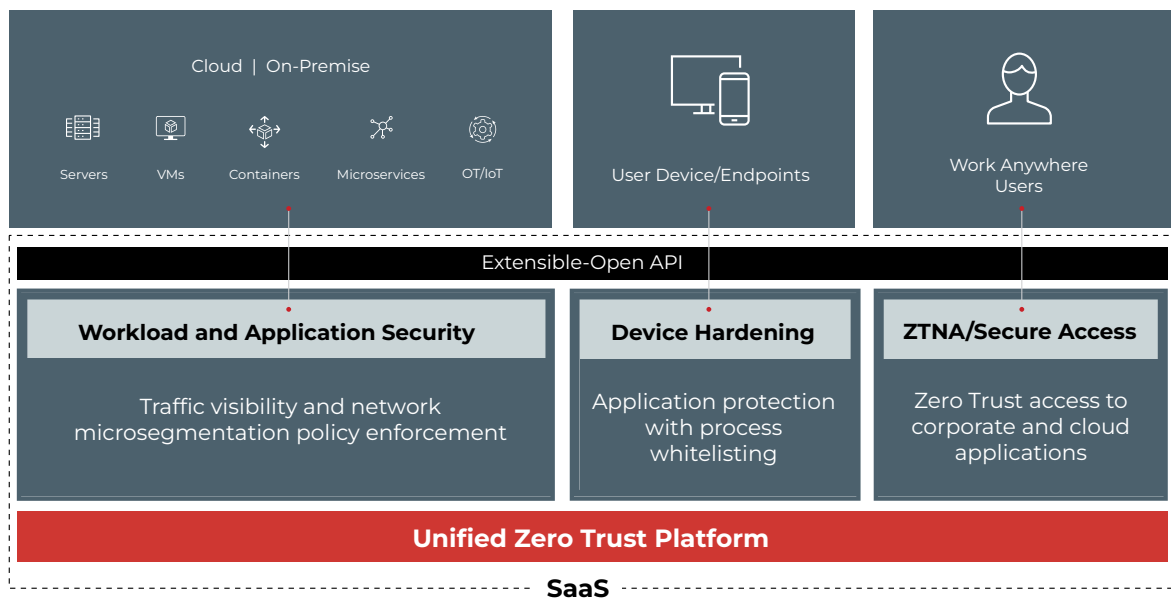 Cloud | On-Premise
Servers
VMs
Containers
Microservices
OT/IoT
User Device/Endpoints
Work Anywhere
Users
Extensible-Open API
Workload and Application Security
Traffic visibility and network
microsegmentation policy enforcement
Device Hardening
Application protection
with process
whitelisting
ZTNA/Secure Access
Zero Trust access to
corporate and cloud
applications
Unified Zero Trust Platform
SaaS